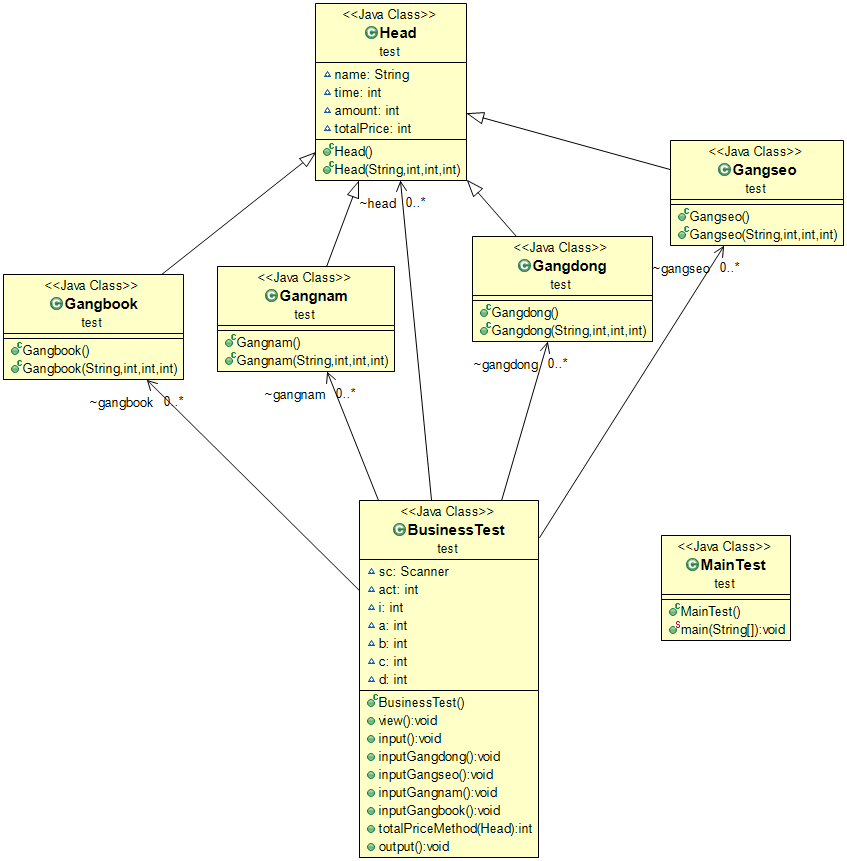 <<Java Class>>
Head
test
name: String
time: int
amount: int
totalPrice: int
Head()
Head(String,int,int,int)
<<Java Class>>
Gangseo
test
Gangseo()
Gangseo(String,int,int,int)
~head 0..*
<<Java Class>>
Gangdong
test
Gangdong()
Gangdong(String,int,int,int)
~gangseo 0..*
<<Java Class>>
Gangnam
test
Gangnam()
Gangnam(String,int,int,int)
<<Java Class>>
Gangbook
test
Gangbook()
Gangbook(String,int,int,int)
~gangdong 0..*
~gangnam 0..*
~gangbook 0..*
<<Java Class>>
BusinessTest
test
sc: Scanner
act: int
i: int
a: int
b: int
c: int
d: int
BusinessTest()
view():void
input():void
inputGangdong():void
inputGangseo():void
inputGangnam():void
inputGangbook():void
totalPriceMethod(Head):int
output():void
<<Java Class>>
MainTest
test
MainTest()
main(String[]):void